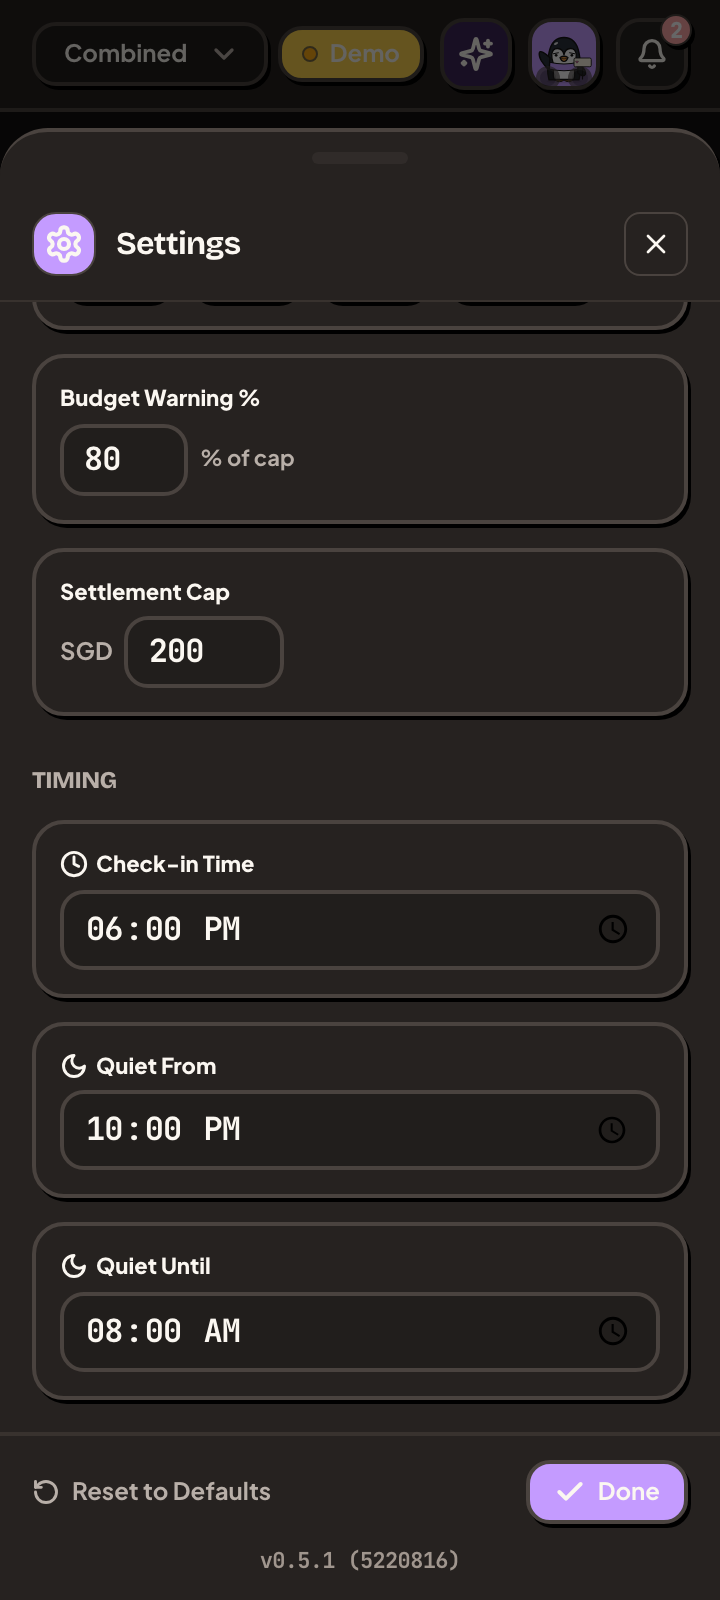 Combined
Demo
2
Settings
Budget Warning %
80
% of cap
Settlement Cap
SGD
200
TIMING
Check-in Time
06:00 PM
Quiet From
10:00 PM
Quiet Until
08:00 AM
Reset to Defaults
Done
v0.5.1 (5220816)